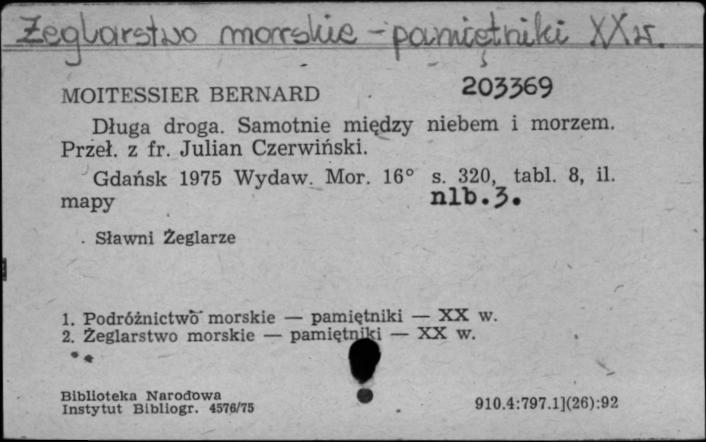 Żeglarstwo morskie - pamiętniki XX w.
MOITESSIER BERNARD 203369
Długa droga. Samotnie między niebem i morzem.
Przeł. z fr. Julian Czerwiński.
Gdańsk 1975 Wydaw. Mor. 16° s. 320, tabl. 8, il.
mapy nlb.3.
Sławni Żeglarze
1. Podróżnictwo morskie — pamiętniki — XX w.
2. Żeglarstwo morskie — pamiętniki — XX w.
Biblioteka Narodowa
Instytut Bibliogr. 4576/75 910.4:797.1](26):92